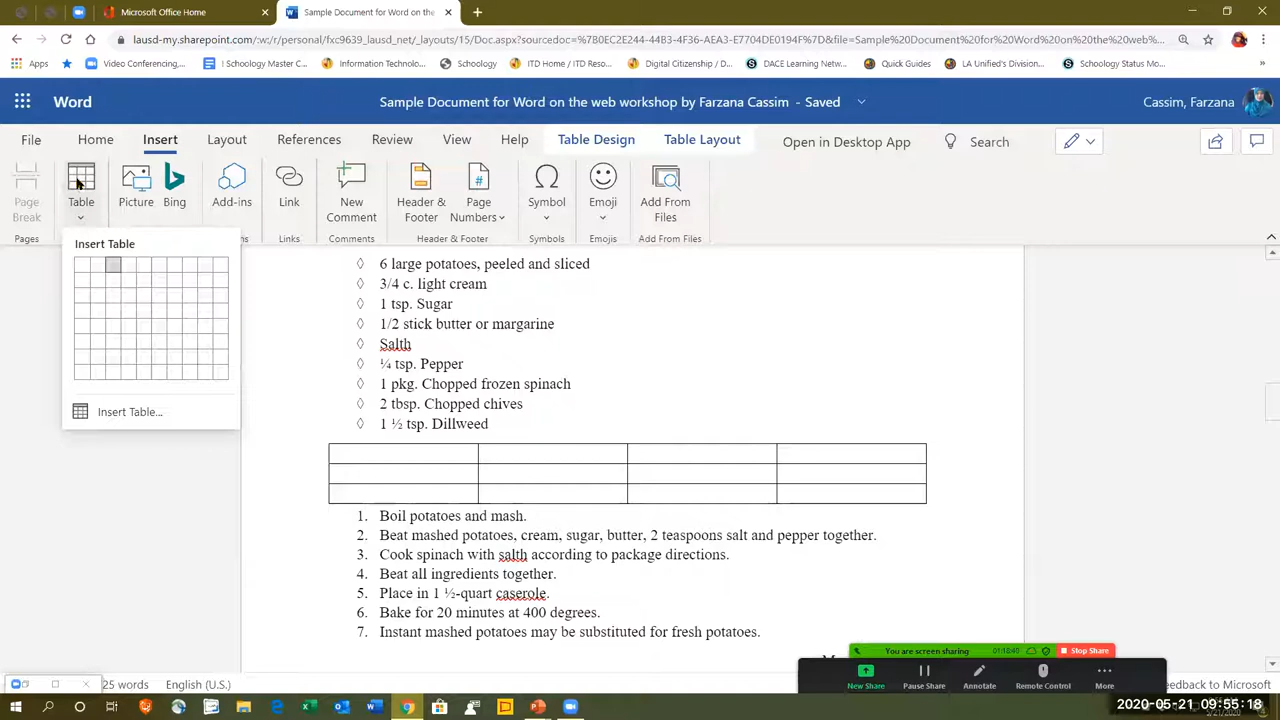 Microsoft Office Home
Sample Document for Word on the
lausd-my.sharepoint.com/:w:/r/personal/fxc9639_lausd_net/_layouts/15/Doc.aspx?sourcedoc=%780EC2E244-44B3-4F36-AEA3-E7704DE0194F%7D&file=Sample%20Document%20for%20Word%20on%20the%20web%...
Apps
Video Conferencing,...
! Schoology Master C...
Information Technolo...
Schoology
ITD Home / ITD Reso...
Digital Citizenship / D...
DACE Learning Netw...
Quick Guides
LA Unified's Division...
Schoology Status Mo...
Word
Sample Document for Word on the web workshop by Farzana Cassim - Saved
Cassim, Farzana
File Home Insert Layout References Review View Help Table Design Table Layout Open in Desktop App Search
Page Break
Table
Picture
Bing
Add-ins
Link
New Comment
Header & Footer
Page Numbers
Symbol
Emoji
Add From Files
Pages
Links
Comments
Header & Footer
Symbols
Emojis
Add From Files
Insert Table
Insert Table...
◊ 6 large potatoes, peeled and sliced
◊ 3/4 c. light cream
◊ 1 tsp. Sugar
◊ 1/2 stick butter or margarine
◊ Salth
◊ ¼ tsp. Pepper
◊ 1 pkg. Chopped frozen spinach
◊ 2 tbsp. Chopped chives
◊ 1 ½ tsp. Dillweed
1. Boil potatoes and mash.
2. Beat mashed potatoes, cream, sugar, butter, 2 teaspoons salt and pepper together.
3. Cook spinach with salth according to package directions.
4. Beat all ingredients together.
5. Place in 1 ½-quart caserole.
6. Bake for 20 minutes at 400 degrees.
7. Instant mashed potatoes may be substituted for fresh potatoes.
You are screen sharing
01:18:40
Stop Share
New Share
Pause Share
Annotate
Remote Control
More
25 words
English (U.S.)
eedback to Microsoft
2020-05-21 09:55:18